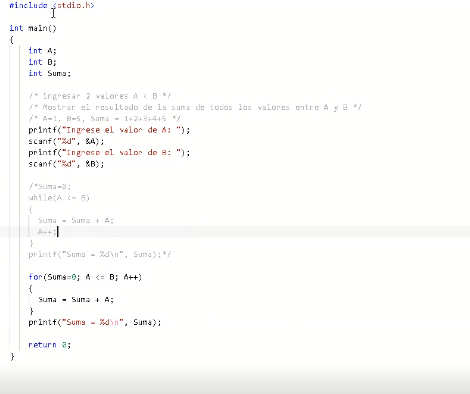 #include <stdio.h>
int main()
{
int A;
int B;
int Suma;
/* ingresar 2 valores A < B */
/* Mostrar el resultado de la suma de todos los valores entre A y B */
/* A=1, B=5, Suma = 1+2+3+4+5 */
printf("Ingrese el valor de A: ");
scanf("%d", &A);
printf("Ingrese el valor de B: ");
scanf("%d", &B);
/*Suma=0;
while(A <= B)
{
Suma = Suma + A;
A++;
}
printf("Suma = %d\n", Suma);*/
for(Suma=0; A <= B; A++)
{
Suma = Suma + A;
}
printf("Suma = %d\n", Suma);
return 0;
}